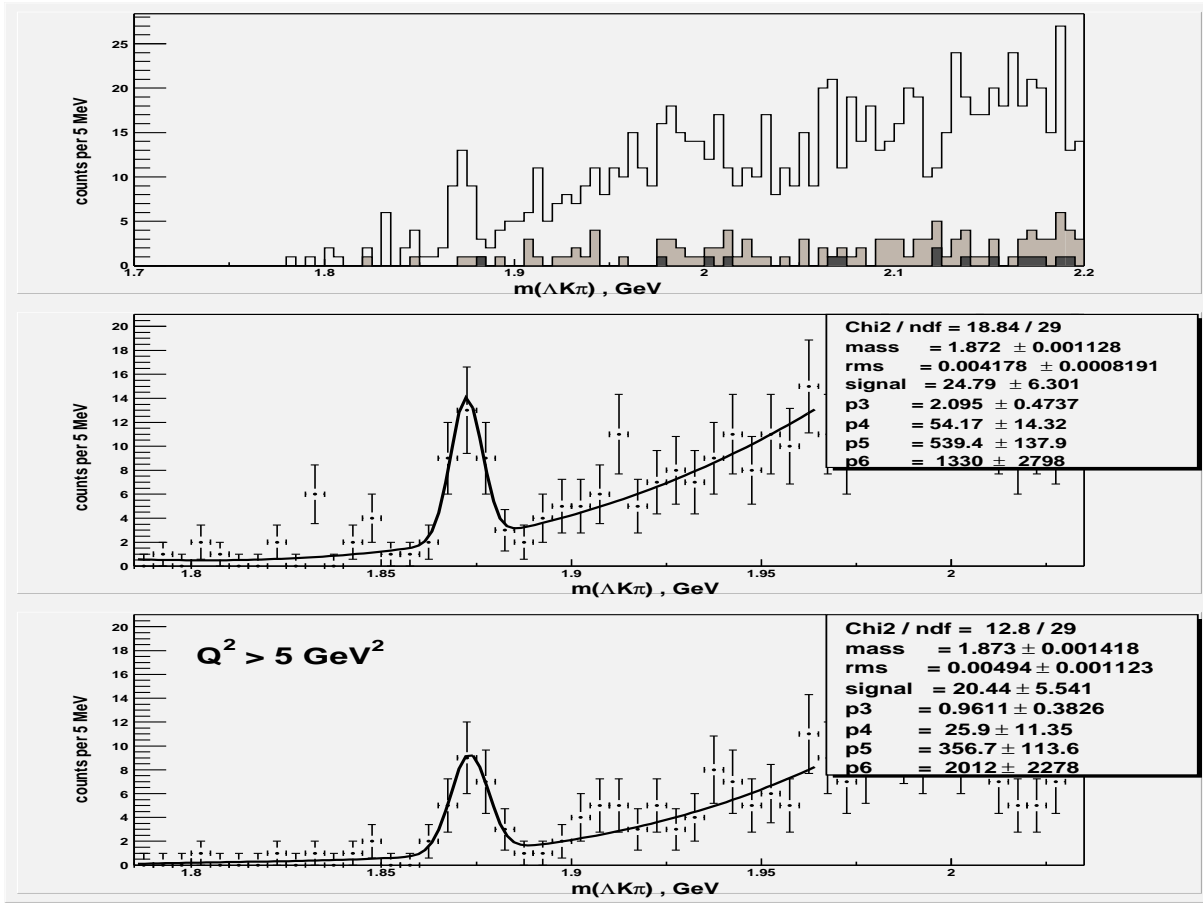 counts per 5 MeV
25
20
15
10
5
0
1.7
1.8
1.9
2
2.1
2.2
m(ΛKπ) , GeV
counts per 5 MeV
20
18
16
14
12
10
8
6
4
2
0
1.8
1.85
1.9
1.95
2
m(ΛKπ) , GeV
Chi2 / ndf = 18.84 / 29
mass = 1.872 ± 0.001128
rms = 0.004178 ± 0.0008191
signal = 24.79 ± 6.301
p3 = 2.095 ± 0.4737
p4 = 54.17 ± 14.32
p5 = 539.4 ± 137.9
p6 = 1330 ± 2798
counts per 5 MeV
20
18
16
14
12
10
8
6
4
2
0
Q² > 5 GeV²
1.8
1.85
1.9
1.95
2
m(ΛKπ) , GeV
Chi2 / ndf = 12.8 / 29
mass = 1.873 ± 0.001418
rms = 0.00494 ± 0.001123
signal = 20.44 ± 5.541
p3 = 0.9611 ± 0.3826
p4 = 25.9 ± 11.35
p5 = 356.7 ± 113.6
p6 = 2012 ± 2278